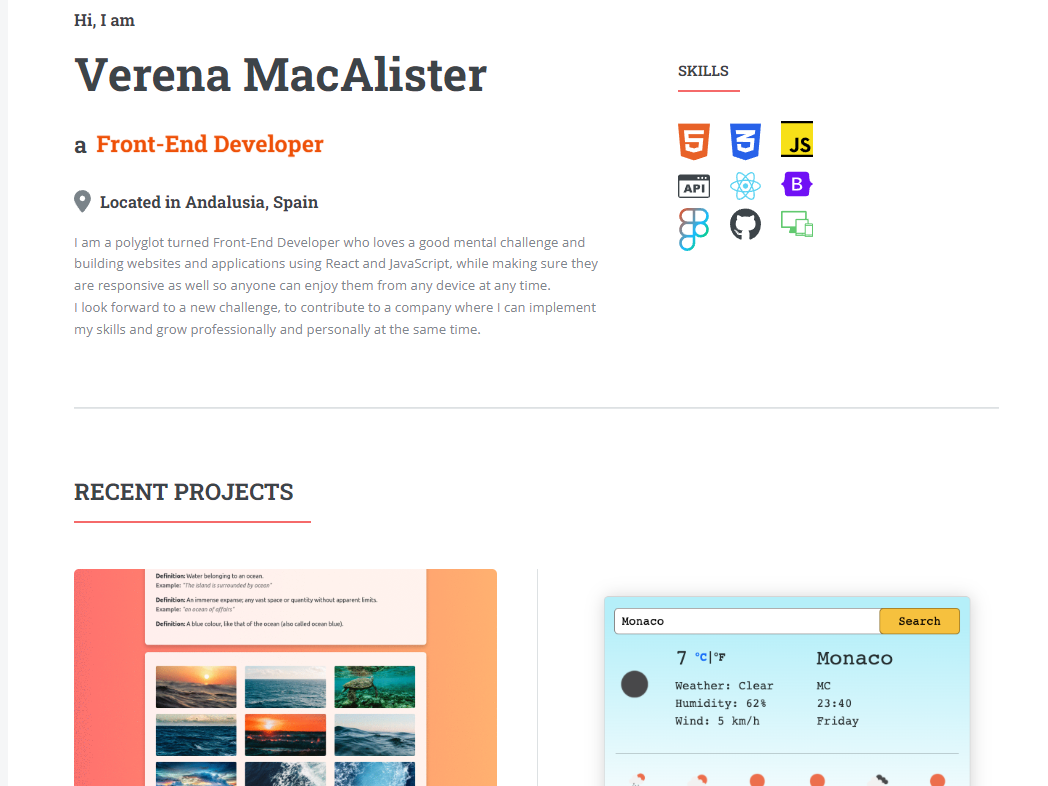 Hi, I am
Verena MacAlister
a Front-End Developer
Located in Andalusia, Spain
I am a polyglot turned Front-End Developer who loves a good mental challenge and
building websites and applications using React and JavaScript, while making sure they
are responsive as well so anyone can enjoy them from any device at any time.
I look forward to a new challenge, to contribute to a company where I can implement
my skills and grow professionally and personally at the same time.
SKILLS
5
3
JS
API
B
RECENT PROJECTS
Definition: Water belonging to an ocean.
Example: "The island is surrounded by ocean"
Definition: An immense expanse; any vast space or quantity without apparent limits.
Example: "an ocean of affairs"
Definition: A blue colour, like that of the ocean (also called ocean blue).
Monaco
Search
7 °C|°F
Weather: Clear
Humidity: 62%
Wind: 5 km/h
Monaco
MC
23:40
Friday